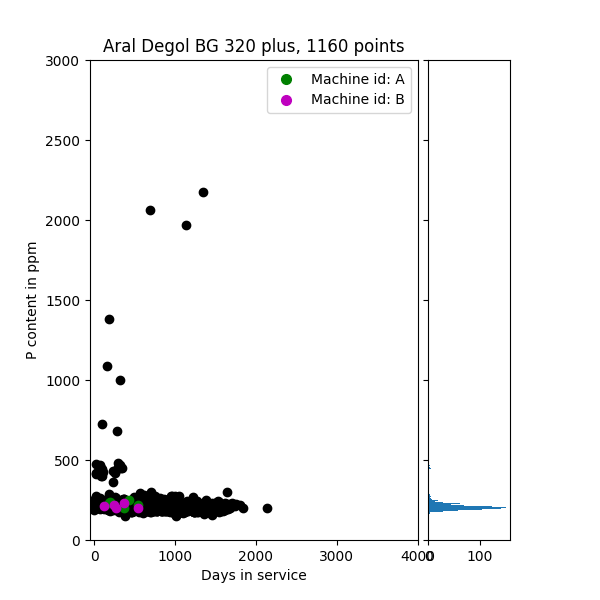 Aral Degol BG 320 plus, 1160 points
Machine id: A
Machine id: B
P content in ppm
3000
2500
2000
1500
1000
500
0
0
1000
2000
3000
4000
0
100
Days in service